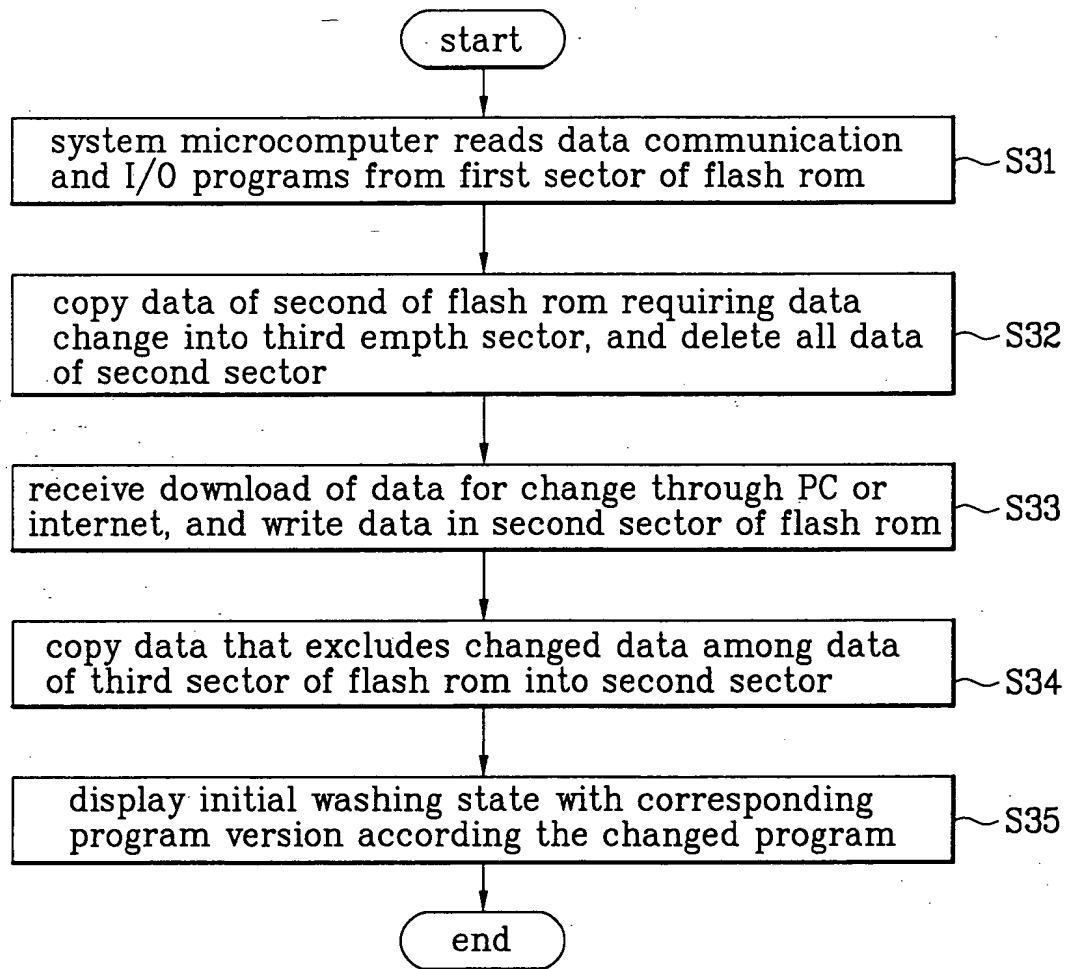 start
system microcomputer reads data communication
and I/O programs from first sector of flash rom
S31
copy data of second of flash rom requiring data
change into third empth sector, and delete all data
of second sector
S32
receive download of data for change through PC or
internet, and write data in second sector of flash rom
S33
copy data that excludes changed data among data
of third sector of flash rom into second sector
S34
display initial washing state with corresponding
program version according the changed program
S35
end